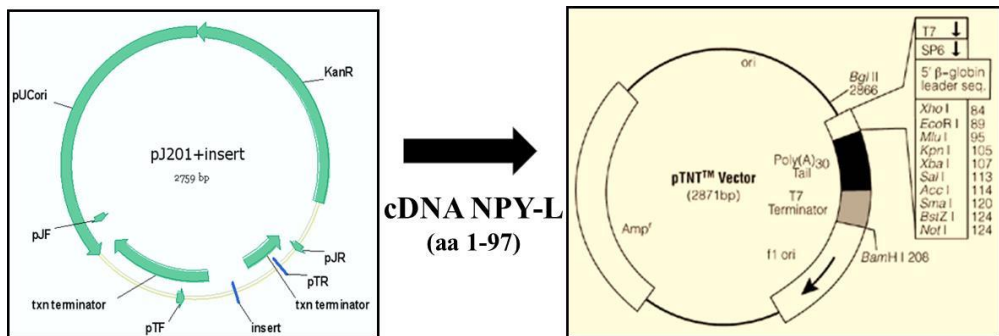 KanR
pUCori
pJ201+insert
2759 bp
pJF
pJR
pTR
txn terminator
txn terminator
pTF
insert
cDNA NPY-L
(aa 1-97)
T7 ↓
SP6 ↓
5' β-globin
leader seq.
ori
Bgl II
2866
Xho I 84
EcoR I 89
Mlu I 95
Kpn I 105
Xba I 107
Sal I 113
Acc I 114
Sma I 120
BstZ I 124
Not I 124
Poly(A)30
Tail
pTNT™ Vector
(2871bp)
T7
Terminator
Ampr
f1 ori
BamH I 208